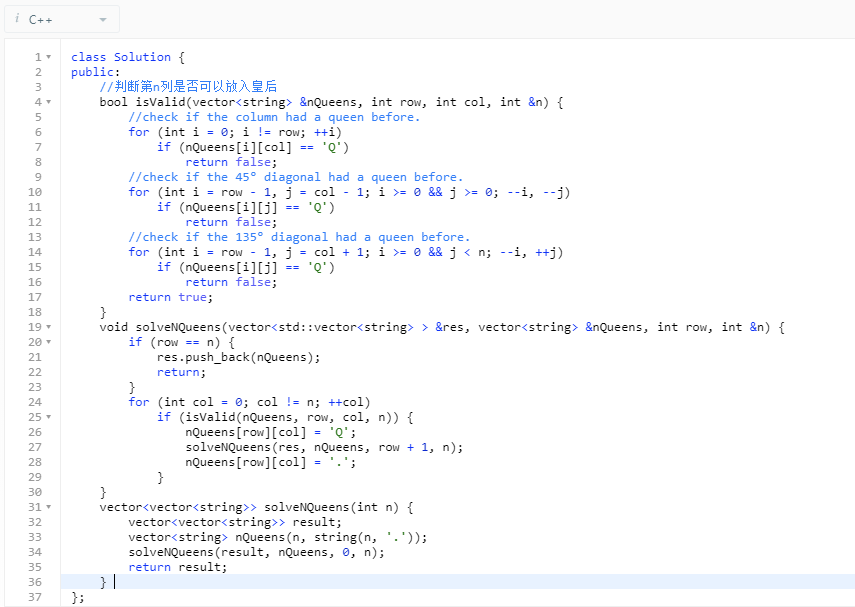 i C++
1 class Solution {
2 public:
3     //判断第n列是否可以放入皇后
4     bool isValid(vector<string> &nQueens, int row, int col, int &n) {
5         //check if the column had a queen before.
6         for (int i = 0; i != row; ++i)
7             if (nQueens[i][col] == 'Q')
8                 return false;
9         //check if the 45° diagonal had a queen before.
10         for (int i = row - 1, j = col - 1; i >= 0 && j >= 0; --i, --j)
11             if (nQueens[i][j] == 'Q')
12                 return false;
13         //check if the 135° diagonal had a queen before.
14         for (int i = row - 1, j = col + 1; i >= 0 && j < n; --i, ++j)
15             if (nQueens[i][j] == 'Q')
16                 return false;
17         return true;
18     }
19     void solveNQueens(vector<std::vector<string> > &res, vector<string> &nQueens, int row, int &n) {
20         if (row == n) {
21             res.push_back(nQueens);
22             return;
23         }
24         for (int col = 0; col != n; ++col)
25             if (isValid(nQueens, row, col, n)) {
26                 nQueens[row][col] = 'Q';
27                 solveNQueens(res, nQueens, row + 1, n);
28                 nQueens[row][col] = '.';
29             }
30     }
31     vector<vector<string>> solveNQueens(int n) {
32         vector<vector<string>> result;
33         vector<string> nQueens(n, string(n, '.'));
34         solveNQueens(result, nQueens, 0, n);
35         return result;
36     }
37 };